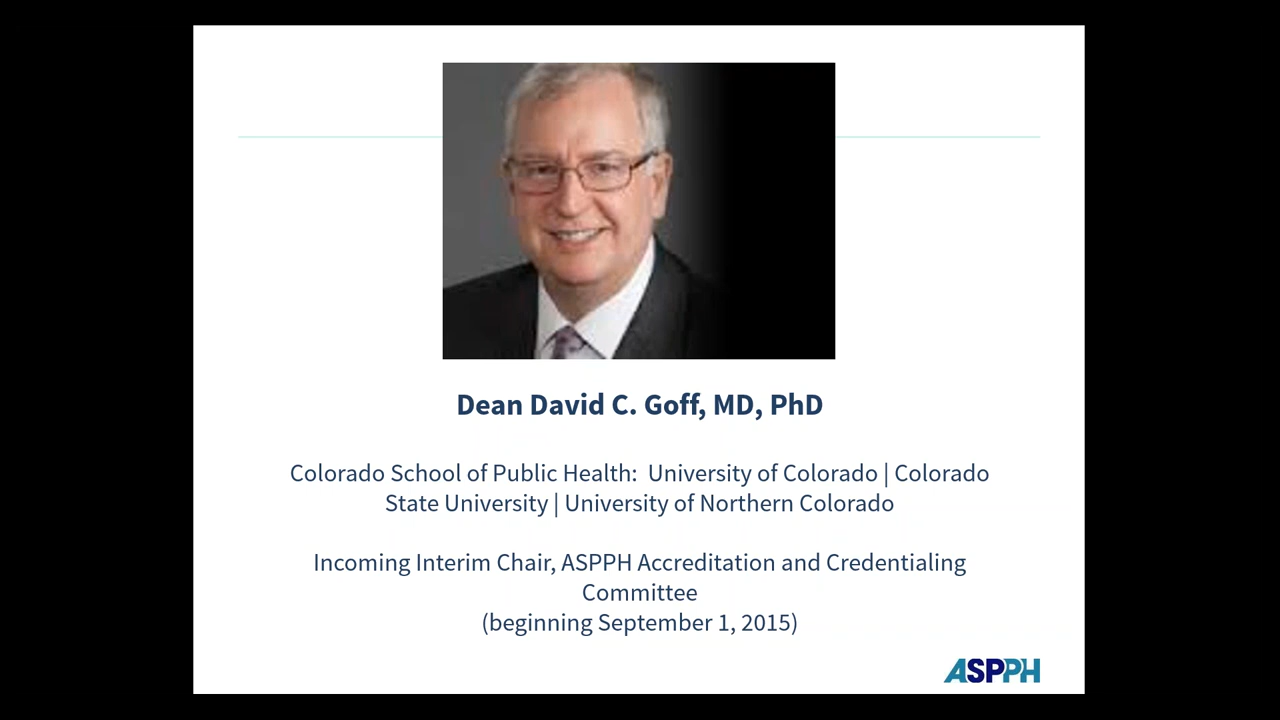 Dean David C. Goff, MD, PhD
Colorado School of Public Health:  University of Colorado | Colorado
State University | University of Northern Colorado
Incoming Interim Chair, ASPPH Accreditation and Credentialing
Committee
(beginning September 1, 2015)
ASPPH